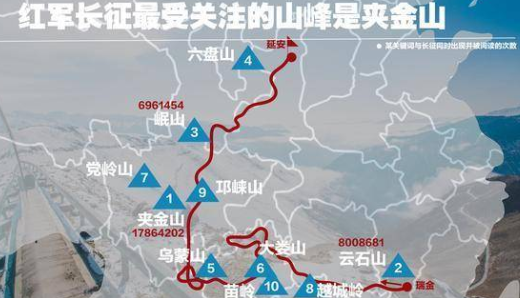 红军长征最受关注的山峰是夹金山
某关键词与长征同时出现并被阅读的次数
延安
六盘山
4
6961454
岷山
3
党岭山
7
1
9
邛崃山
夹金山
17864202
乌蒙山
5
大娄山
6
8008681
云石山
2
苗岭
10
8
越城岭
瑞金